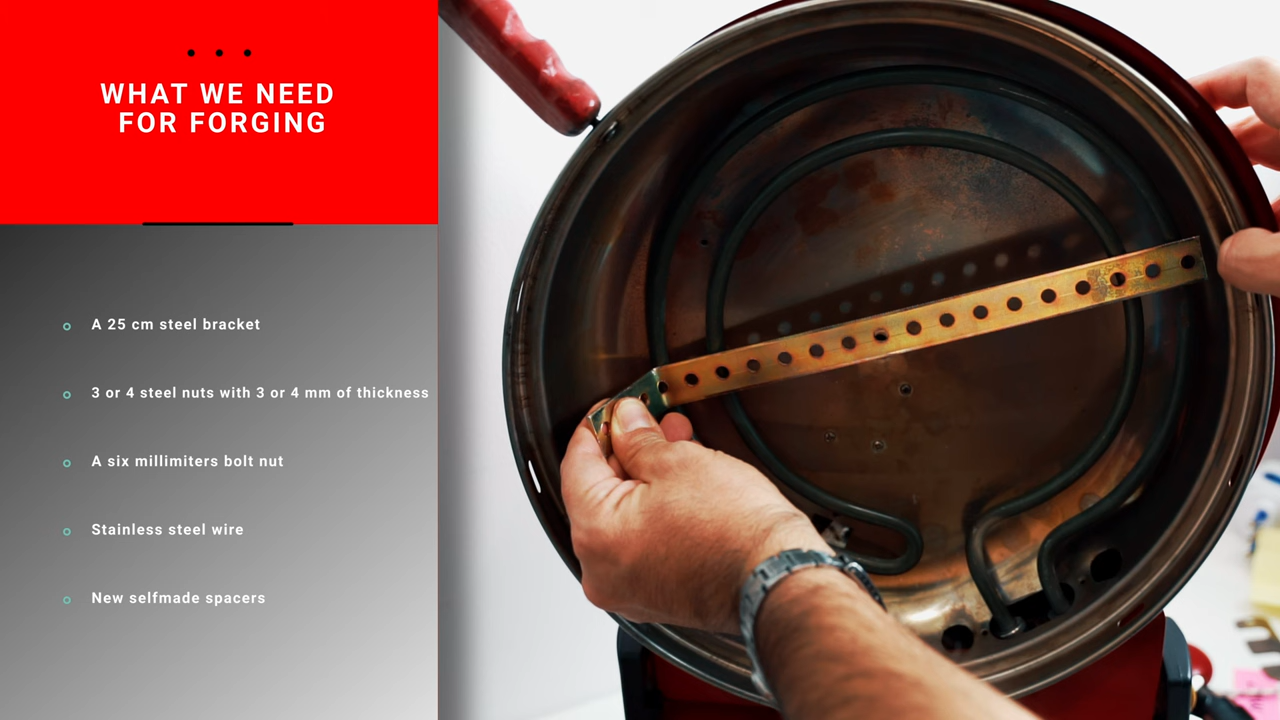 WHAT WE NEED
FOR FORGING
A 25 cm steel bracket
3 or 4 steel nuts with 3 or 4 mm of thickness
A six millimiters bolt nut
Stainless steel wire
New selfmade spacers